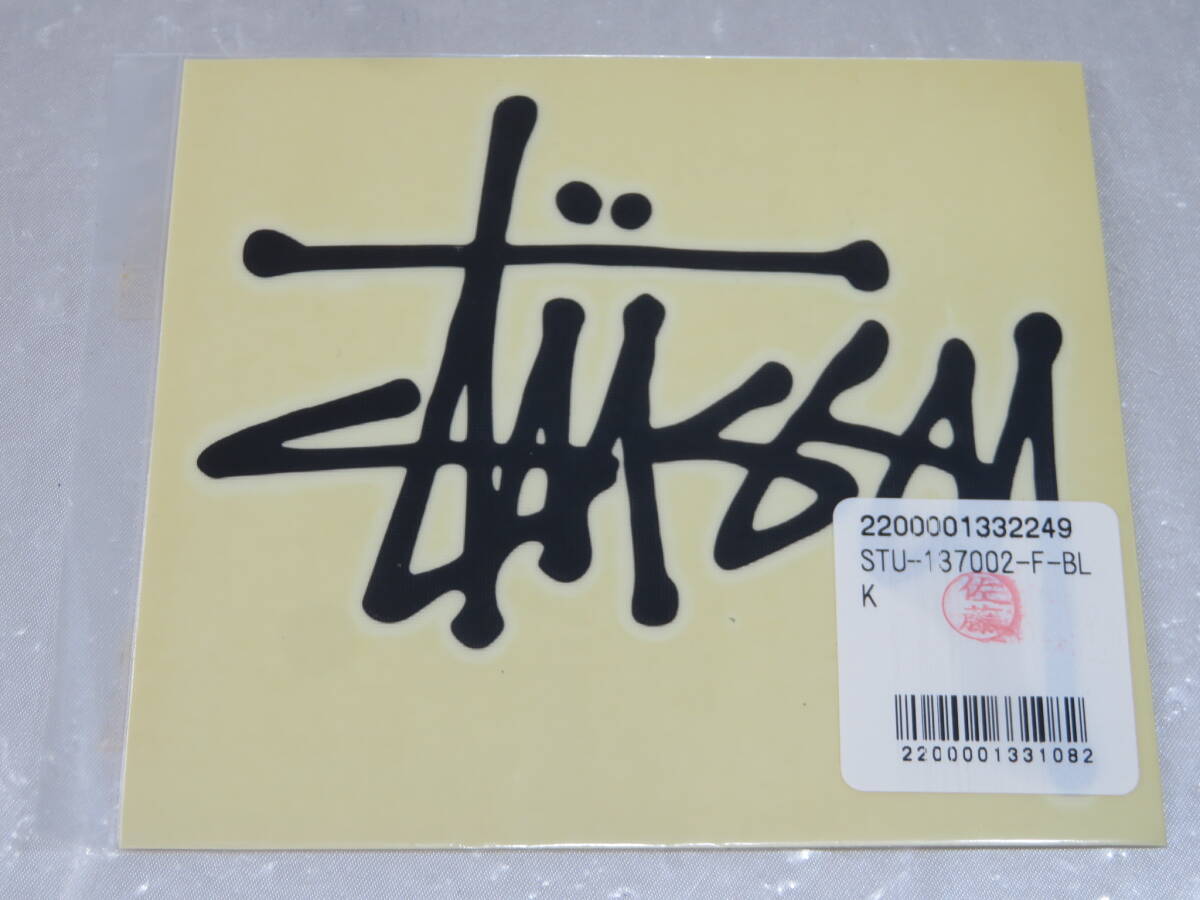 Stüssy
2200001332249
STU-137002-F-BL
K
佐藤
2200001331082